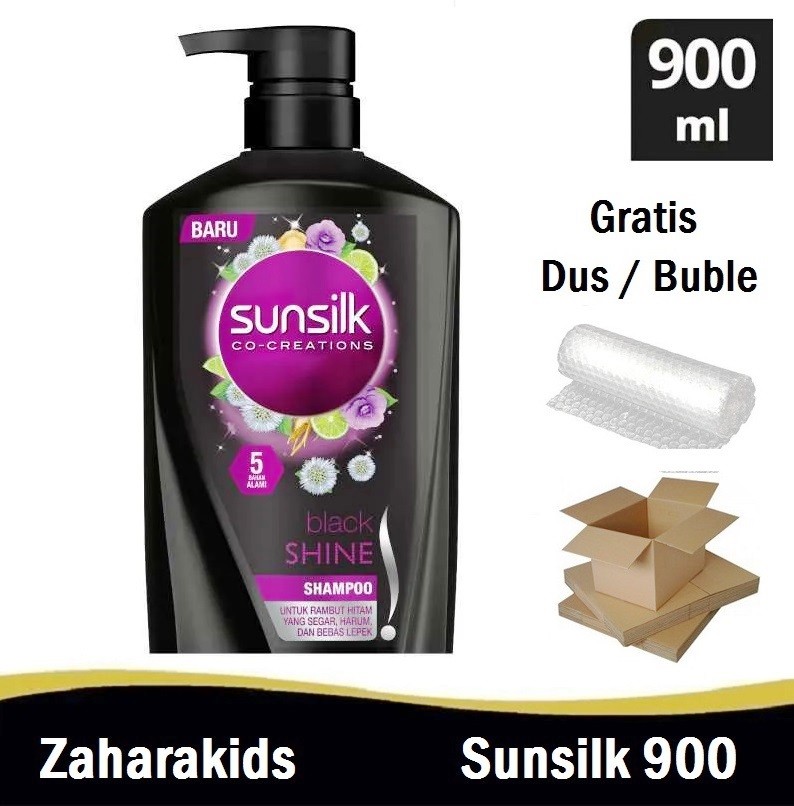 900
ml
Gratis
Dus / Buble
BARU
sunsilk
CO-CREATIONS
5
BAHAN
ALAMI
black
SHINE
SHAMPOO
UNTUK RAMBUT HITAM
YANG SEGAR, HARUM,
DAN BEBAS LEPEK
Zaharakids
Sunsilk 900